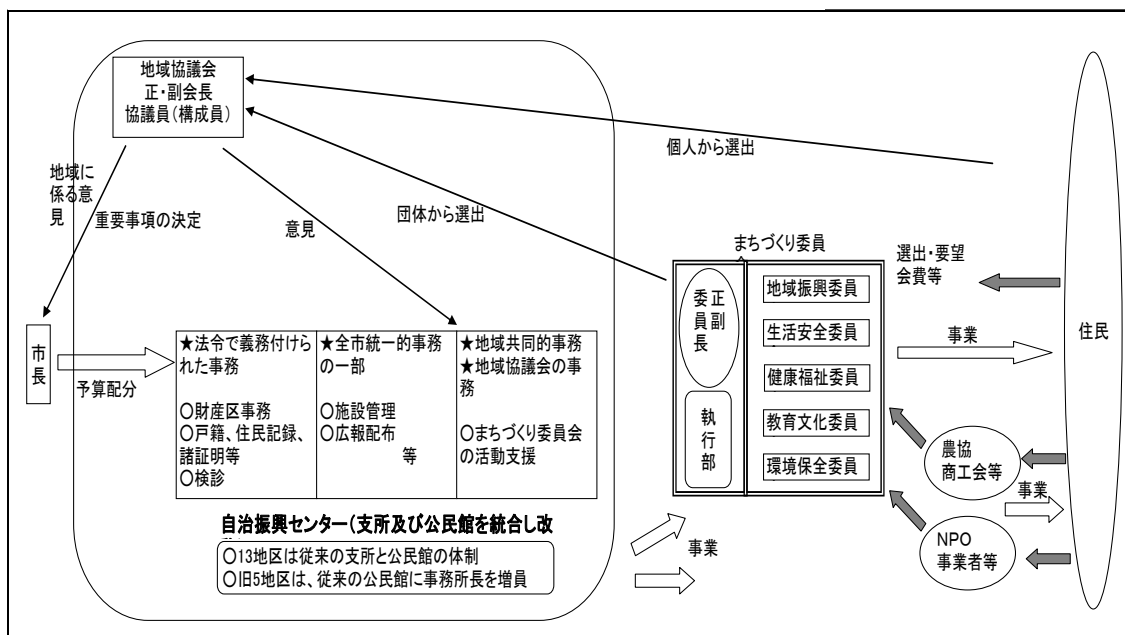 地域協議会
正・副会長
協議員（構成員）
個人から選出
地域に
係る意
見
重要事項の決定
意見
団体から選出
まちづくり委員
選出・要望
会費等
正副
委員長
執行部
地域振興委員
生活安全委員
健康福祉委員
教育文化委員
環境保全委員
事業
住民
市長
予算配分
★法令で義務付けら
れた事務
○財産区事務
○戸籍、住民記録、
諸証明等
○検診
★全市統一的事務
の一部
○施設管理
○広報配布
等
★地域共同的事務
★地域協議会の事
務
○まちづくり委員会
の活動支援
農協
商工会等
事業
NPO
事業者等
自治振興センター（支所及び公民館を統合し改
○13地区は従来の支所と公民館の体制
○旧5地区は、従来の公民館に事務所長を増員
事業